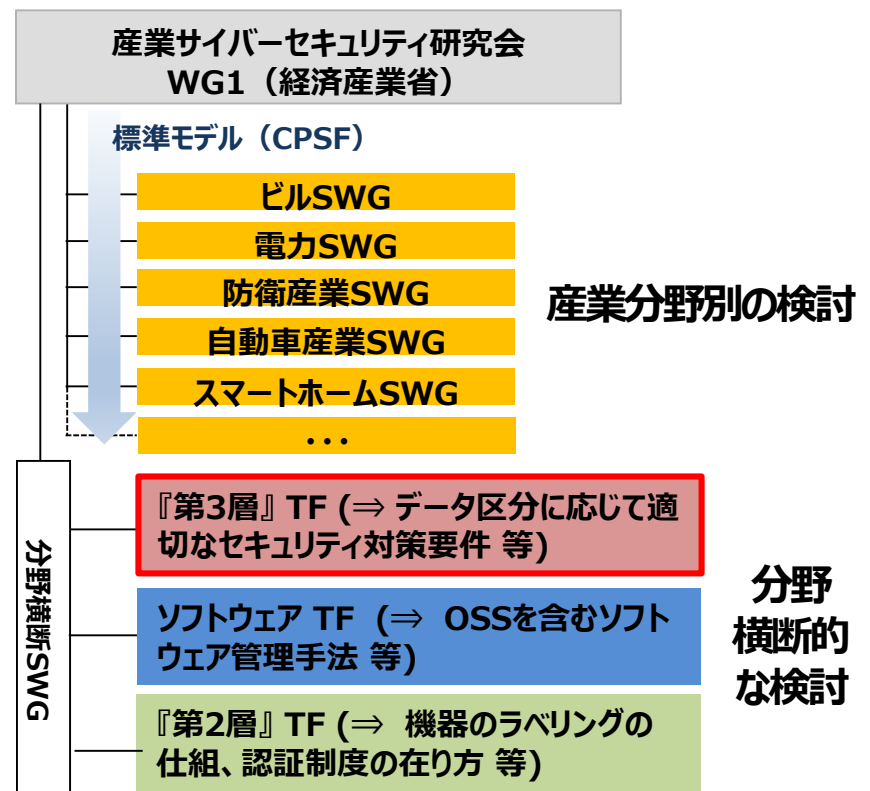 産業サイバーセキュリティ研究会
WG1（経済産業省）
標準モデル（CPSF）
ビルSWG
電力SWG
防衛産業SWG
自動車産業SWG
スマートホームSWG
・・・
産業分野別の検討
分野横断SWG
『第3層』 TF (⇒ データ区分に応じて適
切なセキュリティ対策要件 等)
ソフトウェア TF (⇒ OSSを含むソフト
ウェア管理手法 等)
『第2層』 TF (⇒ 機器のラベリングの
仕組、認証制度の在り方 等)
分野
横断的
な検討